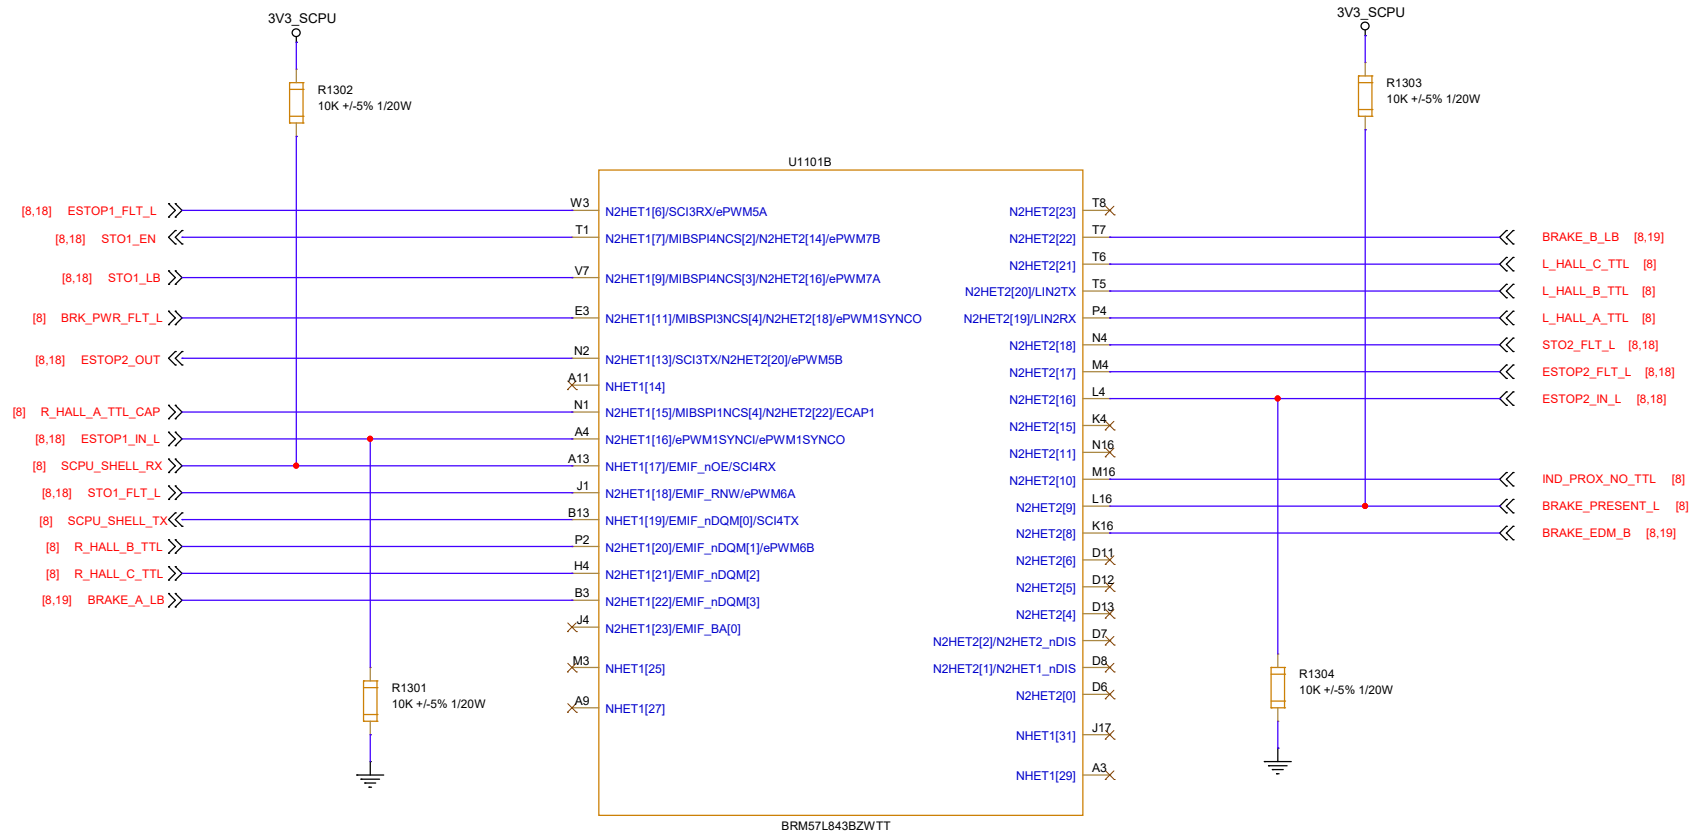 3V3_SCPU
3V3_SCPU
R1302
10K +/-5% 1/20W
R1303
10K +/-5% 1/20W
U1101B
[8,18] ESTOP1_FLT_L W3 N2HET1[6]/SCI3RX/ePWM5A
[8,18] STO1_EN T1 N2HET1[7]/MIBSPI4NCS[2]/N2HET2[14]/ePWM7B
[8,18] STO1_LB V7 N2HET1[9]/MIBSPI4NCS[3]/N2HET2[16]/ePWM7A
[8] BRK_PWR_FLT_L E3 N2HET1[11]/MIBSPI3NCS[4]/N2HET2[18]/ePWM1SYNCO
[8,18] ESTOP2_OUT N2 N2HET1[13]/SCI3TX/N2HET2[20]/ePWM5B
A11 NHET1[14]
[8] R_HALL_A_TTL_CAP N1 N2HET1[15]/MIBSPI1NCS[4]/N2HET2[22]/ECAP1
[8,18] ESTOP1_IN_L A4 N2HET1[16]/ePWM1SYNCI/ePWM1SYNCO
[8] SCPU_SHELL_RX A13 NHET1[17]/EMIF_nOE/SCI4RX
[8,18] STO1_FLT_L J1 N2HET1[18]/EMIF_RNW/ePWM6A
[8] SCPU_SHELL_TX B13 NHET1[19]/EMIF_nDQM[0]/SCI4TX
[8] R_HALL_B_TTL P2 N2HET1[20]/EMIF_nDQM[1]/ePWM6B
[8] R_HALL_C_TTL H4 N2HET1[21]/EMIF_nDQM[2]
[8,19] BRAKE_A_LB B3 N2HET1[22]/EMIF_nDQM[3]
J4 N2HET1[23]/EMIF_BA[0]
M3 NHET1[25]
A9 NHET1[27]
N2HET2[23] T8
N2HET2[22] T7 BRAKE_B_LB [8,19]
N2HET2[21] T6 L_HALL_C_TTL [8]
N2HET2[20]/LIN2TX T5 L_HALL_B_TTL [8]
N2HET2[19]/LIN2RX P4 L_HALL_A_TTL [8]
N2HET2[18] N4 STO2_FLT_L [8,18]
N2HET2[17] M4 ESTOP2_FLT_L [8,18]
N2HET2[16] L4 ESTOP2_IN_L [8,18]
N2HET2[15] K4
N2HET2[11] N16
N2HET2[10] M16 IND_PROX_NO_TTL [8]
N2HET2[9] L16 BRAKE_PRESENT_L [8]
N2HET2[8] K16 BRAKE_EDM_B [8,19]
N2HET2[6] D11
N2HET2[5] D12
N2HET2[4] D13
N2HET2[2]/N2HET2_nDIS D7
N2HET2[1]/N2HET1_nDIS D8
N2HET2[0] D6
NHET1[31] J17
NHET1[29] A3
R1301
10K +/-5% 1/20W
R1304
10K +/-5% 1/20W
BRM57L843BZWTT